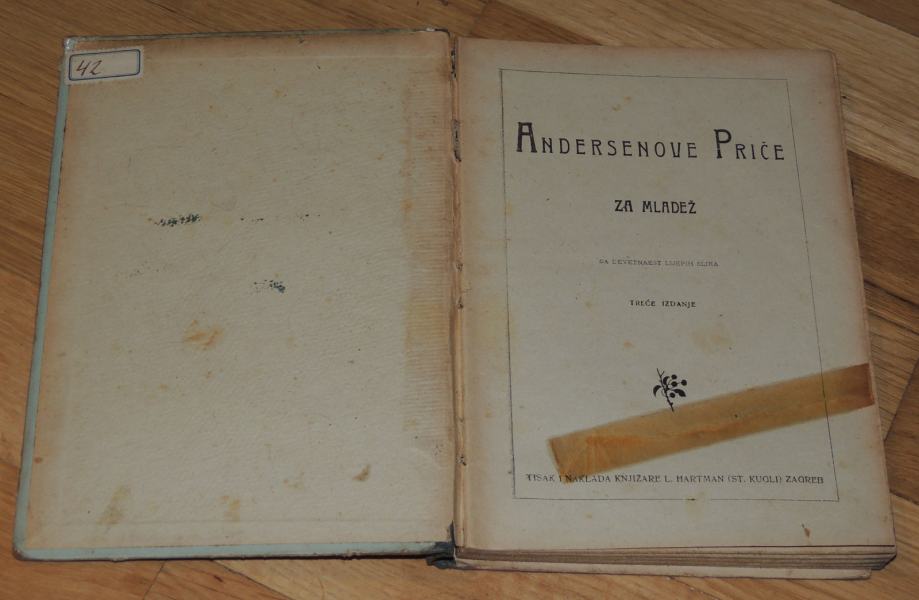 42
ANDERSENOVE PRIČE
ZA MLADEŽ
SA DEVETNAEST LIJEPIH SLIKA
TREĆE IZDANJE
TISAK I NAKLADA KNJIŽARE L. HARTMAN (ST. KUGLI) ZAGREB